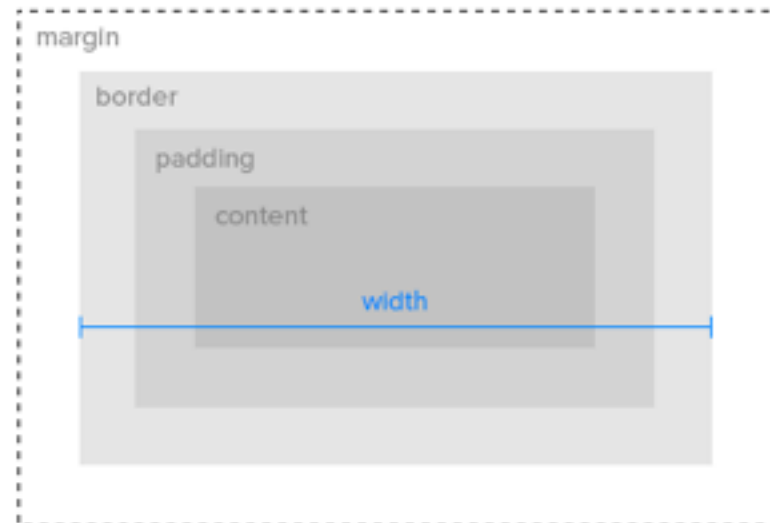 margin
border
padding
content
width